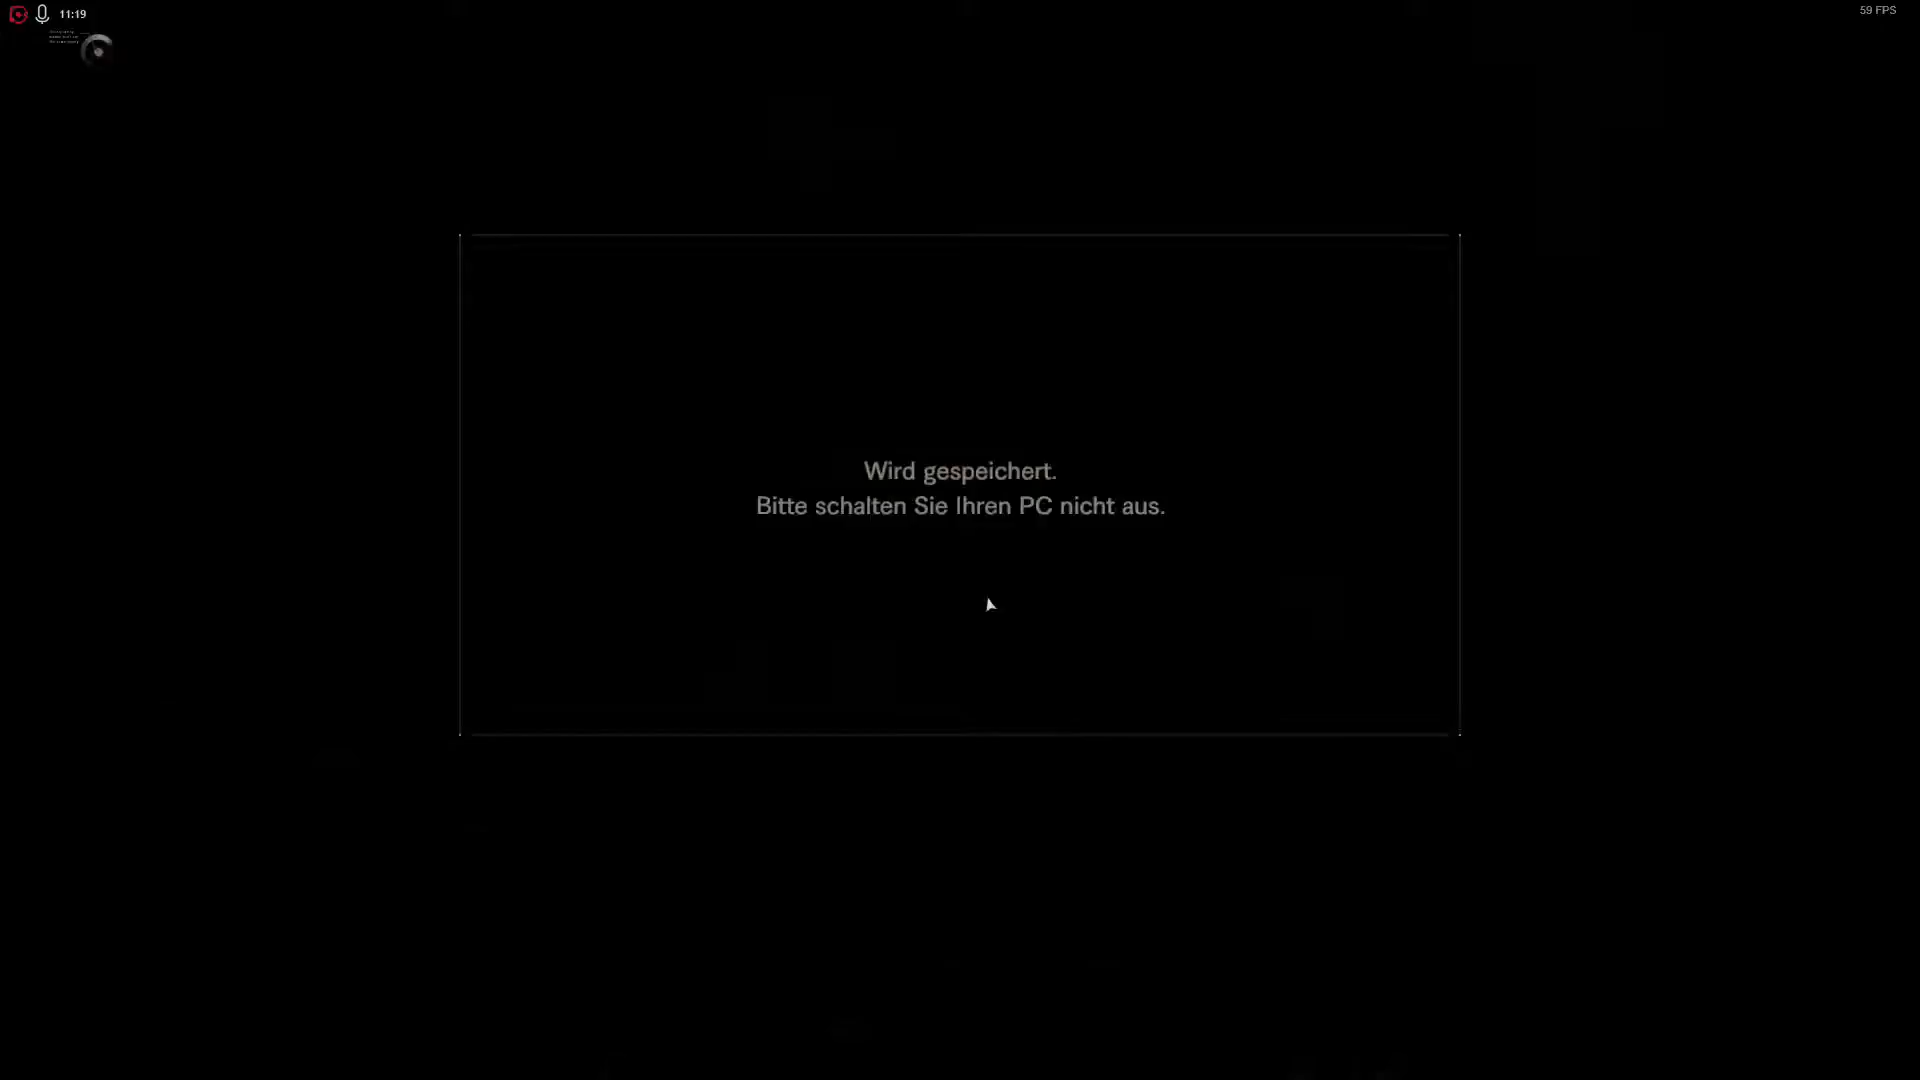 11:19
59 FPS
Wird gespeichert.
Bitte schalten Sie Ihren PC nicht aus.